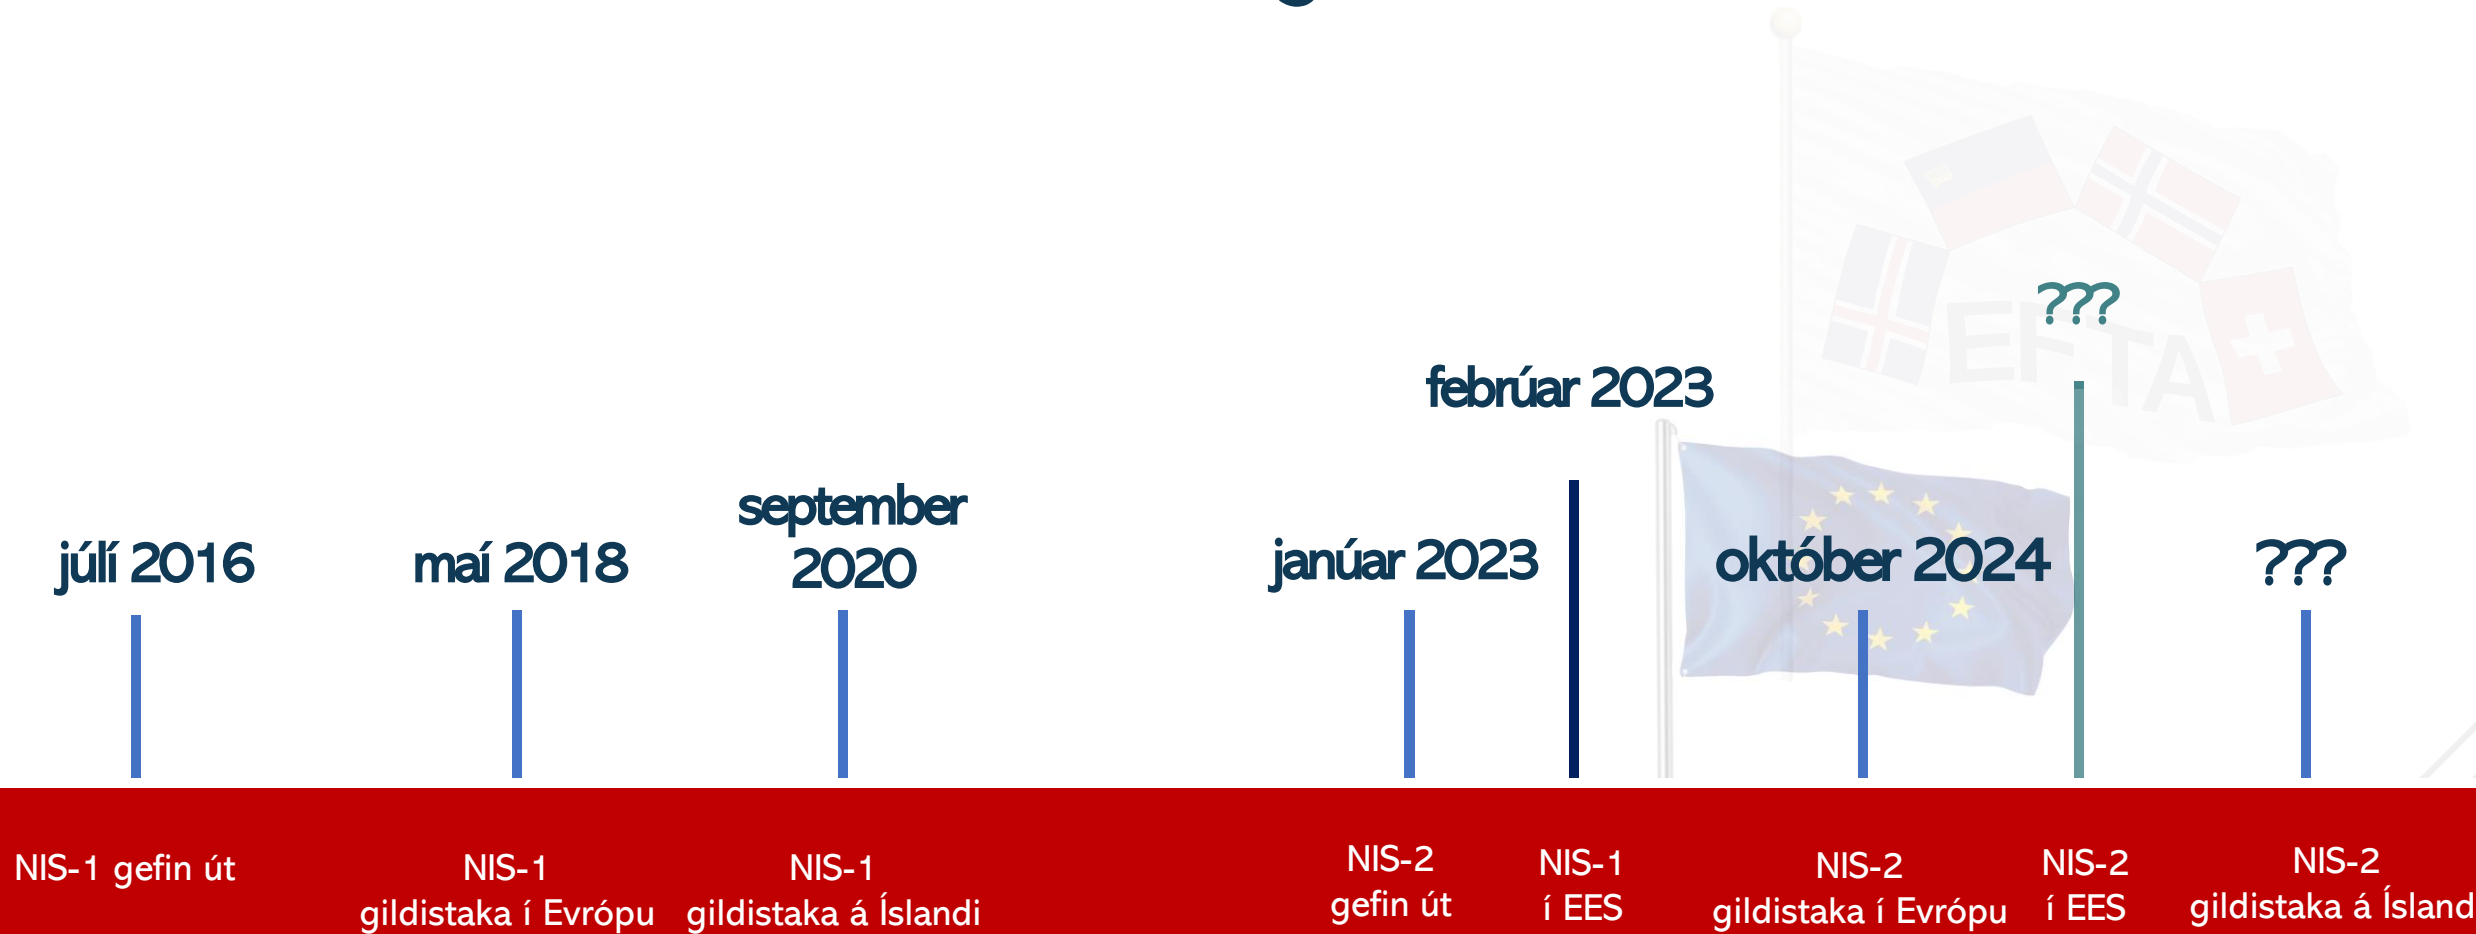 júlí 2016
maí 2018
september
2020
janúar 2023
febrúar 2023
október 2024
???
???
EFTA
NIS-1 gefin út
NIS-1
gildistaka í Evrópu
NIS-1
gildistaka á Íslandi
NIS-2
gefin út
NIS-1
í EES
NIS-2
gildistaka í Evrópu
NIS-2
í EES
NIS-2
gildistaka á Ísland